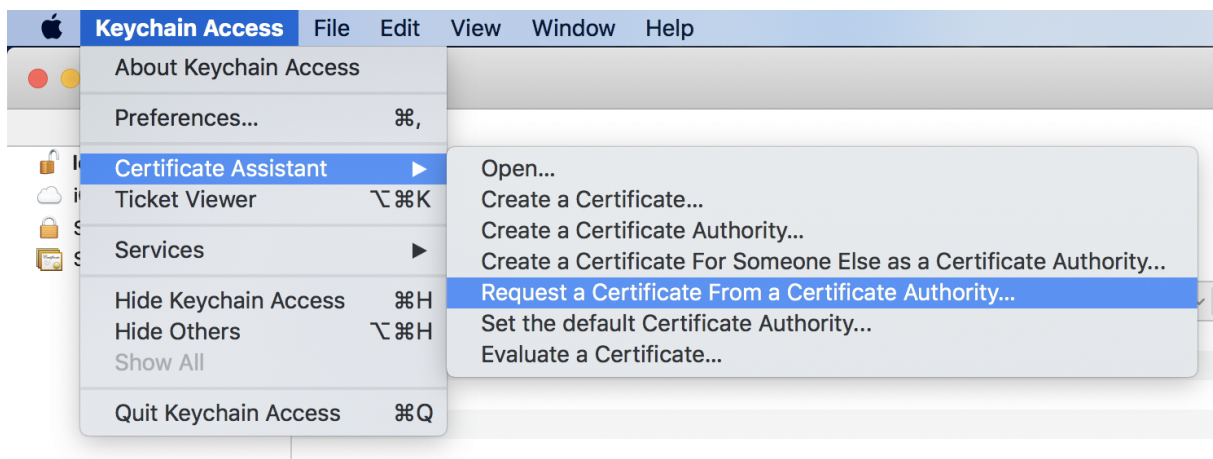 Keychain Access File Edit View Window Help
About Keychain Access
Preferences... ⌘,
Certificate Assistant ▶
Ticket Viewer ⌥⌘K
Services ▶
Hide Keychain Access ⌘H
Hide Others ⌥⌘H
Show All
Quit Keychain Access ⌘Q
Open...
Create a Certificate...
Create a Certificate Authority...
Create a Certificate For Someone Else as a Certificate Authority...
Request a Certificate From a Certificate Authority...
Set the default Certificate Authority...
Evaluate a Certificate...